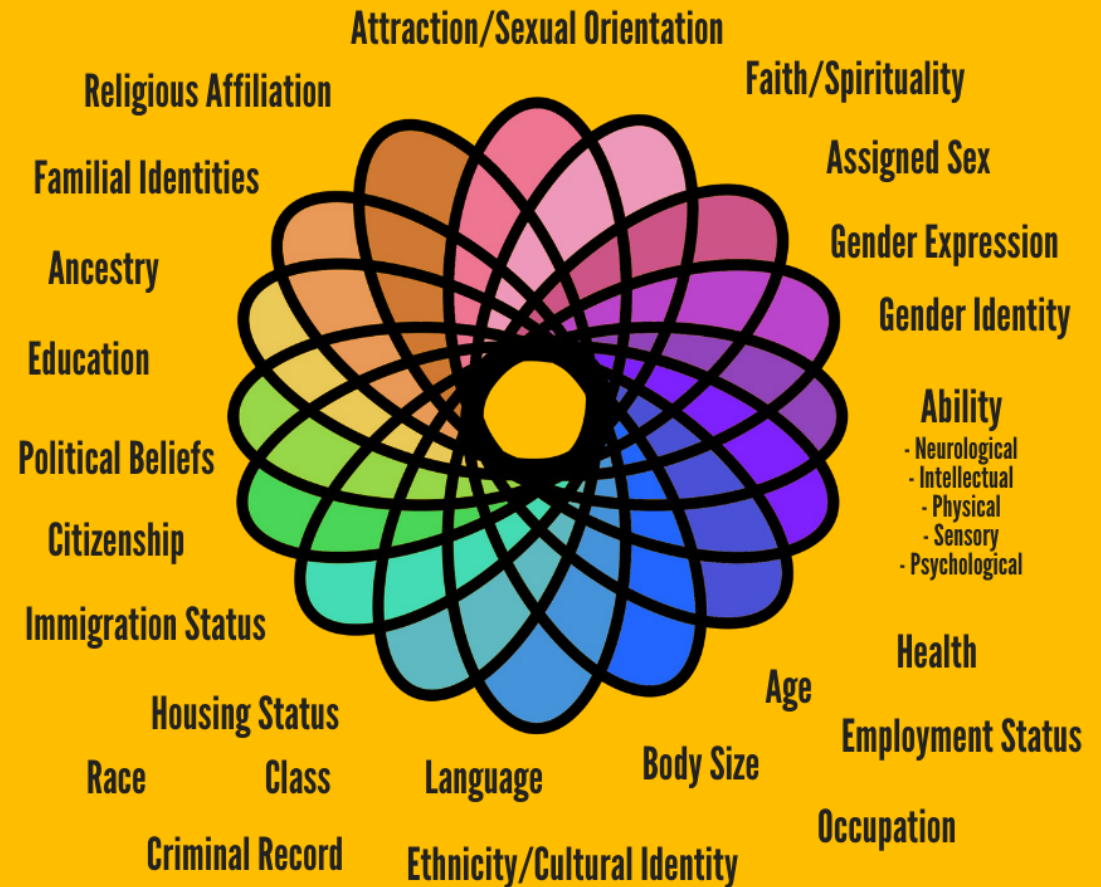 Attraction/Sexual Orientation
Religious Affiliation
Faith/Spirituality
Familial Identities
Assigned Sex
Ancestry
Gender Expression
Gender Identity
Education
Ability
- Neurological
- Intellectual
- Physical
- Sensory
- Psychological
Political Beliefs
Citizenship
Immigration Status
Health
Age
Housing Status
Employment Status
Race
Class
Language
Body Size
Occupation
Criminal Record
Ethnicity/Cultural Identity